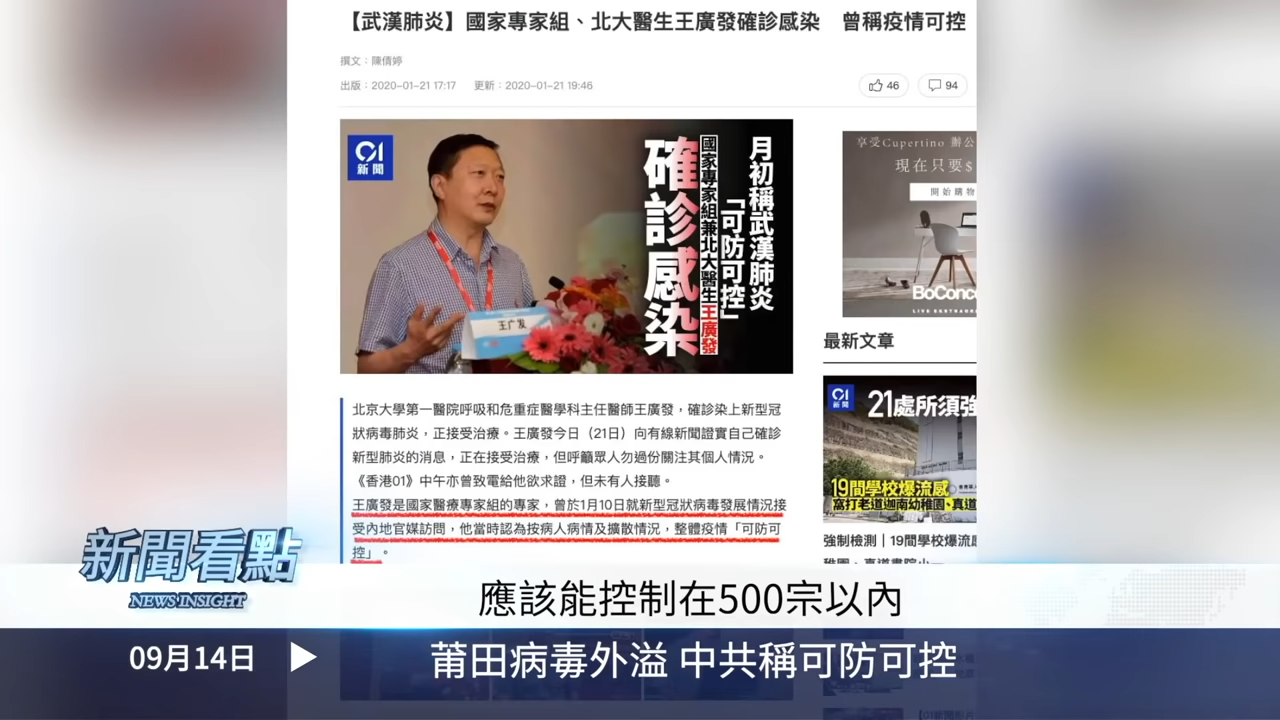 【武漢肺炎】國家專家組、北大醫生王廣發確診感染 曾稱疫情可控
撰文：陳倩婷
出版：2020-01-21 17:17 更新：2020-01-21 19:46
46
94
01
新聞
月初稱武漢肺炎
「可防可控」
國家專家組兼北大醫生王廣發
確診感染
王广发
享受Cupertino 辦公
現在只要$
開始購物
BoConc
LIVE EKSTRAORD
最新文章
北京大學第一醫院呼吸和危重症醫學科主任醫師王廣發，確診染上新型冠
狀病毒肺炎，正接受治療。王廣發今日（21日）向有線新聞證實自己確診
新型肺炎的消息，正在接受治療，但呼籲眾人勿過份關注其個人情況。
《香港01》中午亦曾致電給他欲求證，但未有人接聽。
王廣發是國家醫療專家組的專家，曾於1月10日就新型冠狀病毒發展情況接
受內地官媒訪問，他當時認為按病人病情及擴散情況，整體疫情「可防可
控」。
01
新聞
21處所須強
19間學校爆流感
窩打老道迦南幼稚園、真道
強制檢測｜19間學校爆流感
新聞看點
NEWS INSIGHT
應該能控制在500宗以內
09月14日
莆田病毒外溢 中共稱可防可控